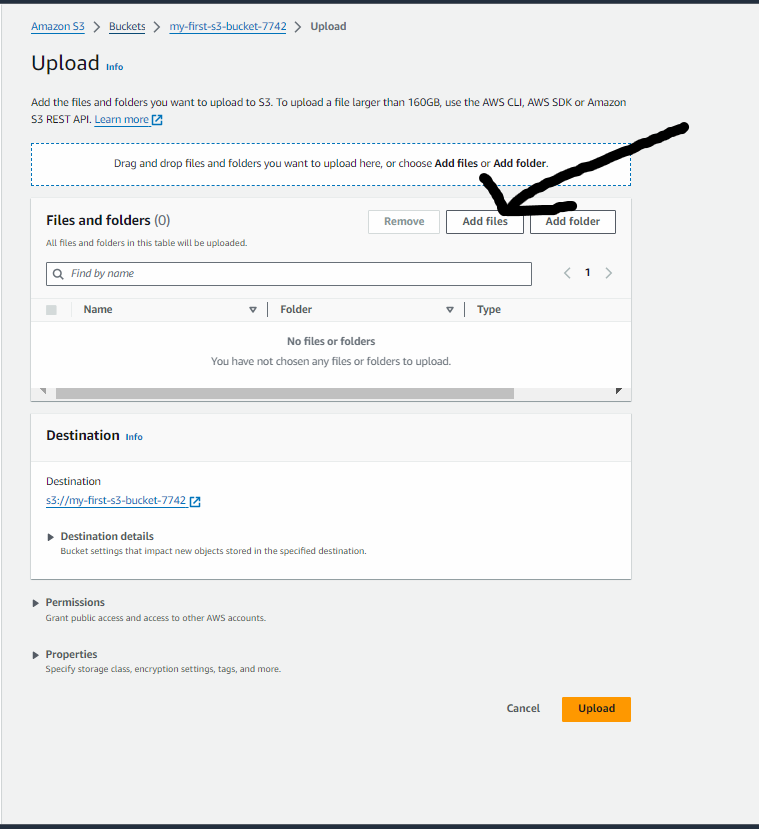 Amazon S3 > Buckets > my-first-s3-bucket-7742 > Upload
Upload Info
Add the files and folders you want to upload to S3. To upload a file larger than 160GB, use the AWS CLI, AWS SDK or Amazon
S3 REST API. Learn more
Drag and drop files and folders you want to upload here, or choose Add files or Add folder.
Files and folders (0)
Remove
Add files
Add folder
All files and folders in this table will be uploaded.
Find by name
1
Name Folder Type
No files or folders
You have not chosen any files or folders to upload.
Destination Info
Destination
s3://my-first-s3-bucket-7742
Destination details
Bucket settings that impact new objects stored in the specified destination.
Permissions
Grant public access and access to other AWS accounts.
Properties
Specify storage class, encryption settings, tags, and more.
Cancel Upload